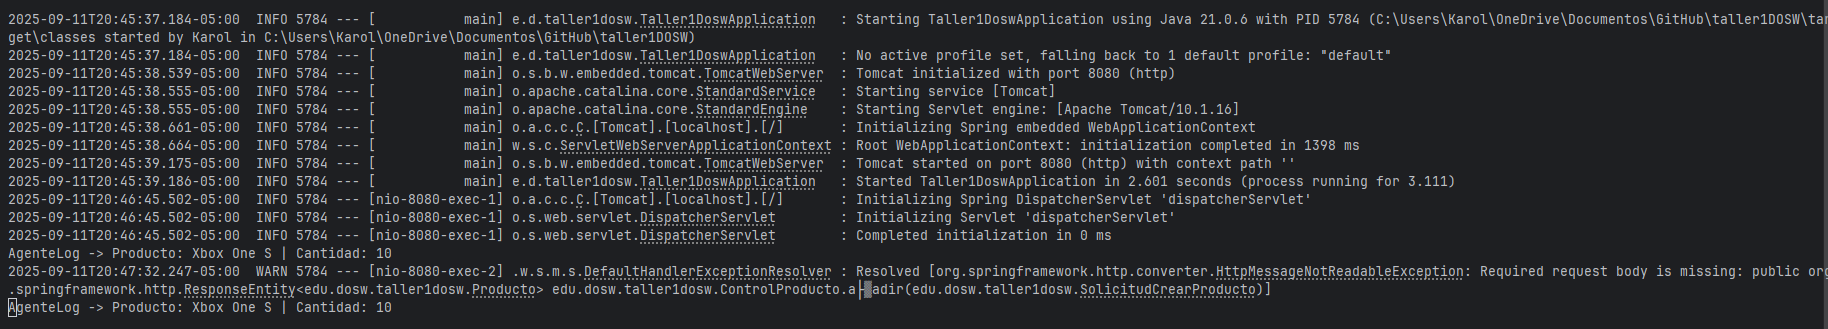 2025-09-11T20:45:37.184-05:00  INFO 5784 --- [           main] e.d.taller1dosw.Taller1DoswApplication   : Starting Taller1DoswApplication using Java 21.0.6 with PID 5784 (C:\Users\Karol\OneDrive\Documentos\GitHub\taller1DOSW\tar
get\classes started by Karol in C:\Users\Karol\OneDrive\Documentos\GitHub\taller1DOSW)
2025-09-11T20:45:37.184-05:00  INFO 5784 --- [           main] e.d.taller1dosw.Taller1DoswApplication   : No active profile set, falling back to 1 default profile: "default"
2025-09-11T20:45:38.539-05:00  INFO 5784 --- [           main] o.s.b.w.embedded.tomcat.TomcatWebServer  : Tomcat initialized with port 8080 (http)
2025-09-11T20:45:38.555-05:00  INFO 5784 --- [           main] o.apache.catalina.core.StandardService   : Starting service [Tomcat]
2025-09-11T20:45:38.555-05:00  INFO 5784 --- [           main] o.apache.catalina.core.StandardEngine    : Starting Servlet engine: [Apache Tomcat/10.1.16]
2025-09-11T20:45:38.661-05:00  INFO 5784 --- [           main] o.a.c.c.C.[Tomcat].[localhost].[/]       : Initializing Spring embedded WebApplicationContext
2025-09-11T20:45:38.664-05:00  INFO 5784 --- [           main] w.s.c.ServletWebServerApplicationContext : Root WebApplicationContext: initialization completed in 1398 ms
2025-09-11T20:45:39.175-05:00  INFO 5784 --- [           main] o.s.b.w.embedded.tomcat.TomcatWebServer  : Tomcat started on port 8080 (http) with context path ''
2025-09-11T20:45:39.186-05:00  INFO 5784 --- [           main] e.d.taller1dosw.Taller1DoswApplication   : Started Taller1DoswApplication in 2.601 seconds (process running for 3.111)
2025-09-11T20:46:45.502-05:00  INFO 5784 --- [nio-8080-exec-1] o.a.c.c.C.[Tomcat].[localhost].[/]       : Initializing Spring DispatcherServlet 'dispatcherServlet'
2025-09-11T20:46:45.502-05:00  INFO 5784 --- [nio-8080-exec-1] o.s.web.servlet.DispatcherServlet        : Initializing Servlet 'dispatcherServlet'
2025-09-11T20:46:45.502-05:00  INFO 5784 --- [nio-8080-exec-1] o.s.web.servlet.DispatcherServlet        : Completed initialization in 0 ms
AgenteLog -> Producto: Xbox One S | Cantidad: 10
2025-09-11T20:47:32.247-05:00  WARN 5784 --- [nio-8080-exec-2] .w.s.m.s.DefaultHandlerExceptionResolver : Resolved [org.springframework.http.converter.HttpMessageNotReadableException: Required request body is missing: public org
.springframework.http.ResponseEntity<edu.dosw.taller1dosw.Producto> edu.dosw.taller1dosw.ControlProducto.a├▒adir(edu.dosw.taller1dosw.SolicitudCrearProducto)]
AgenteLog -> Producto: Xbox One S | Cantidad: 10